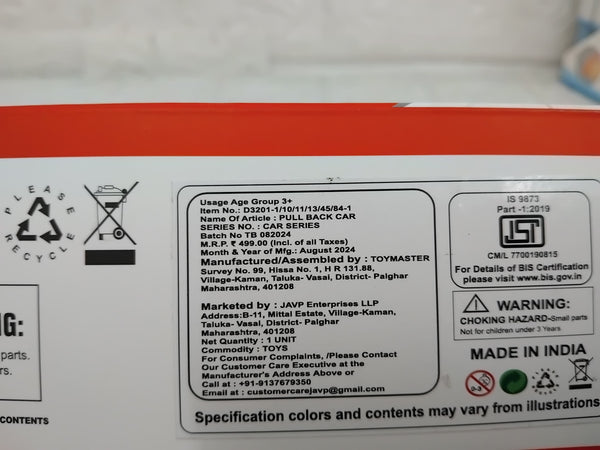 PLEASE
RECYCLE
NG:
parts.
rs.
CONTENTS
Usage Age Group 3+
Item No.: D3201-1/10/11/13/45/84-1
Name Of Article : PULL BACK CAR
SERIES NO. : CAR SERIES
Batch No TB 082024
M.R.P. ₹ 499.00 (Incl. of all Taxes)
Month & Year of Mfg.: August 2024
Manufactured/Assembled by : TOYMASTER
Survey No. 99, Hissa No. 1, H R 131.88,
Village-Kaman, Taluka- Vasai, District- Palghar
Maharashtra, 401208
Marketed by : JAVP Enterprises LLP
Address:B-11, Mittal Estate, Village-Kaman,
Taluka- Vasai, District- Palghar
Maharashtra, 401208
Net Quantity : 1 UNIT
Commodity : TOYS
For Consumer Complaints, /Please Contact
Our Customer Care Executive at the
Manufacturer's Address Above or
Call at : +91-9137679350
Email at : customercarejavp@gmail.com
IS 9873
Part -1:2019
ISI
CM/L 7700190815
For Details of BIS Certification
please visit www.bis.gov.in
WARNING:
CHOKING HAZARD-Small parts
Not for children under 3 Years
MADE IN INDIA
0-3
Specification colors and contents may vary from illustrations